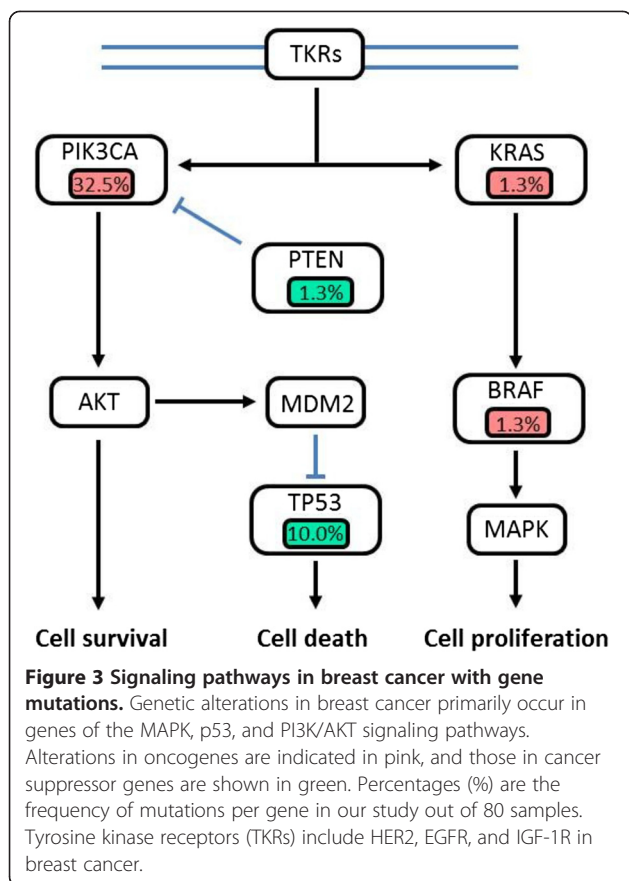 TKRs
PIK3CA
32.5%
KRAS
1.3%
PTEN
1.3%
AKT
MDM2
BRAF
1.3%
TP53
10.0%
MAPK
Cell survival
Cell death
Cell proliferation
Figure 3 Signaling pathways in breast cancer with gene
mutations. Genetic alterations in breast cancer primarily occur in
genes of the MAPK, p53, and PI3K/AKT signaling pathways.
Alterations in oncogenes are indicated in pink, and those in cancer
suppressor genes are shown in green. Percentages (%) are the
frequency of mutations per gene in our study out of 80 samples.
Tyrosine kinase receptors (TKRs) include HER2, EGFR, and IGF-1R in
breast cancer.